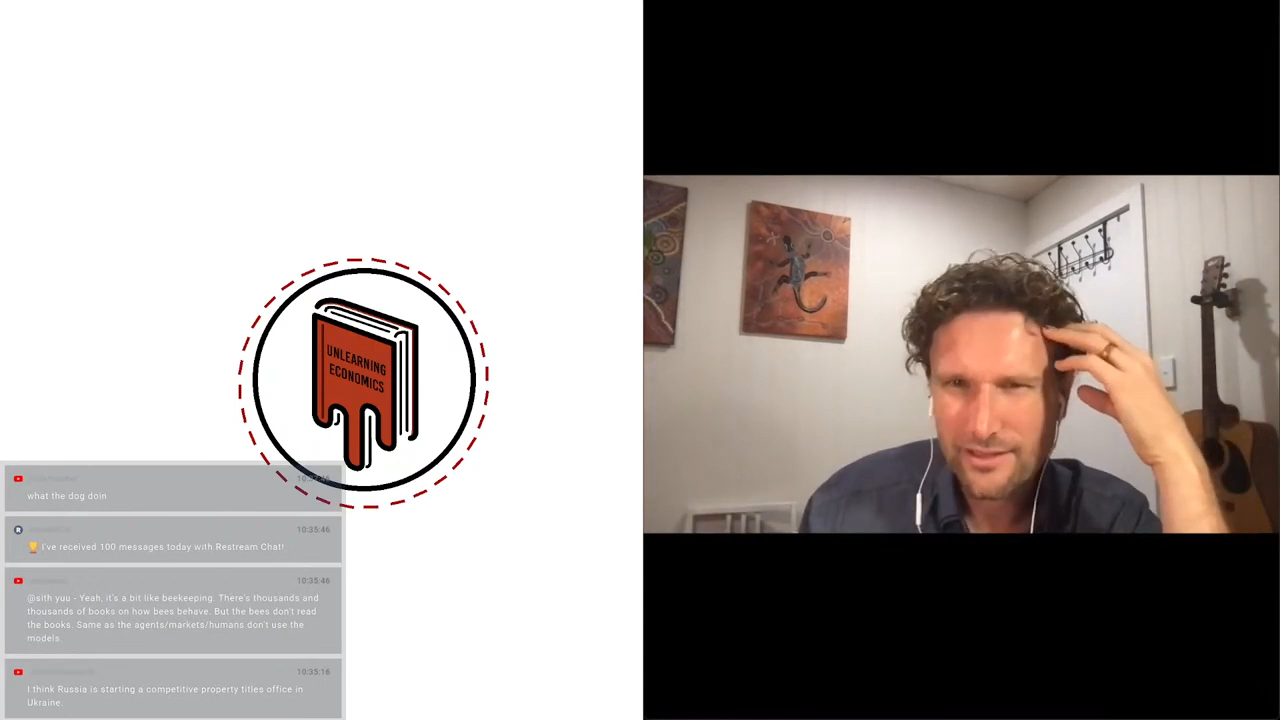 UNLEARNING
ECONOMICS
what the dog doin
10:35:46
🏆 I've received 100 messages today with Restream Chat!
10:35:46
@sith yuu - Yeah, it's a bit like beekeeping. There's thousands and
thousands of books on how bees behave. But the bees don't read
the books. Same as the agents/markets/humans don't use the
models
10:35:16
I think Russia is starting a competitive property titles office in
Ukraine.